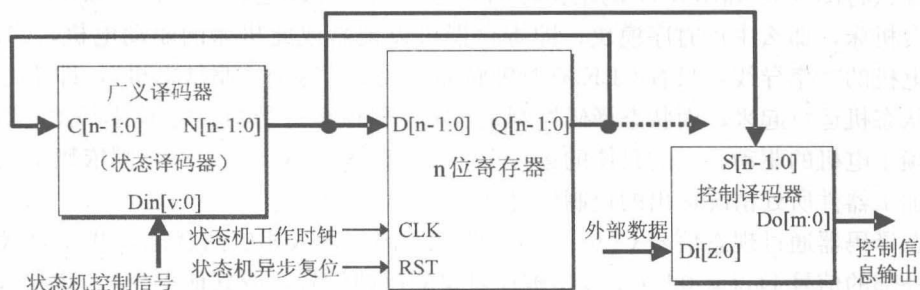 广义译码器
C[n-1:0] N[n-1:0]
（状态译码器）
Din[v:0]
状态机控制信号
D[n-1:0] Q[n-1:0]
n位寄存器
状态机工作时钟
CLK
状态机异步复位
RST
S[n-1:0]
控制译码器
Do[m:0]
外部数据
Di[z:0]
控制信
息输出